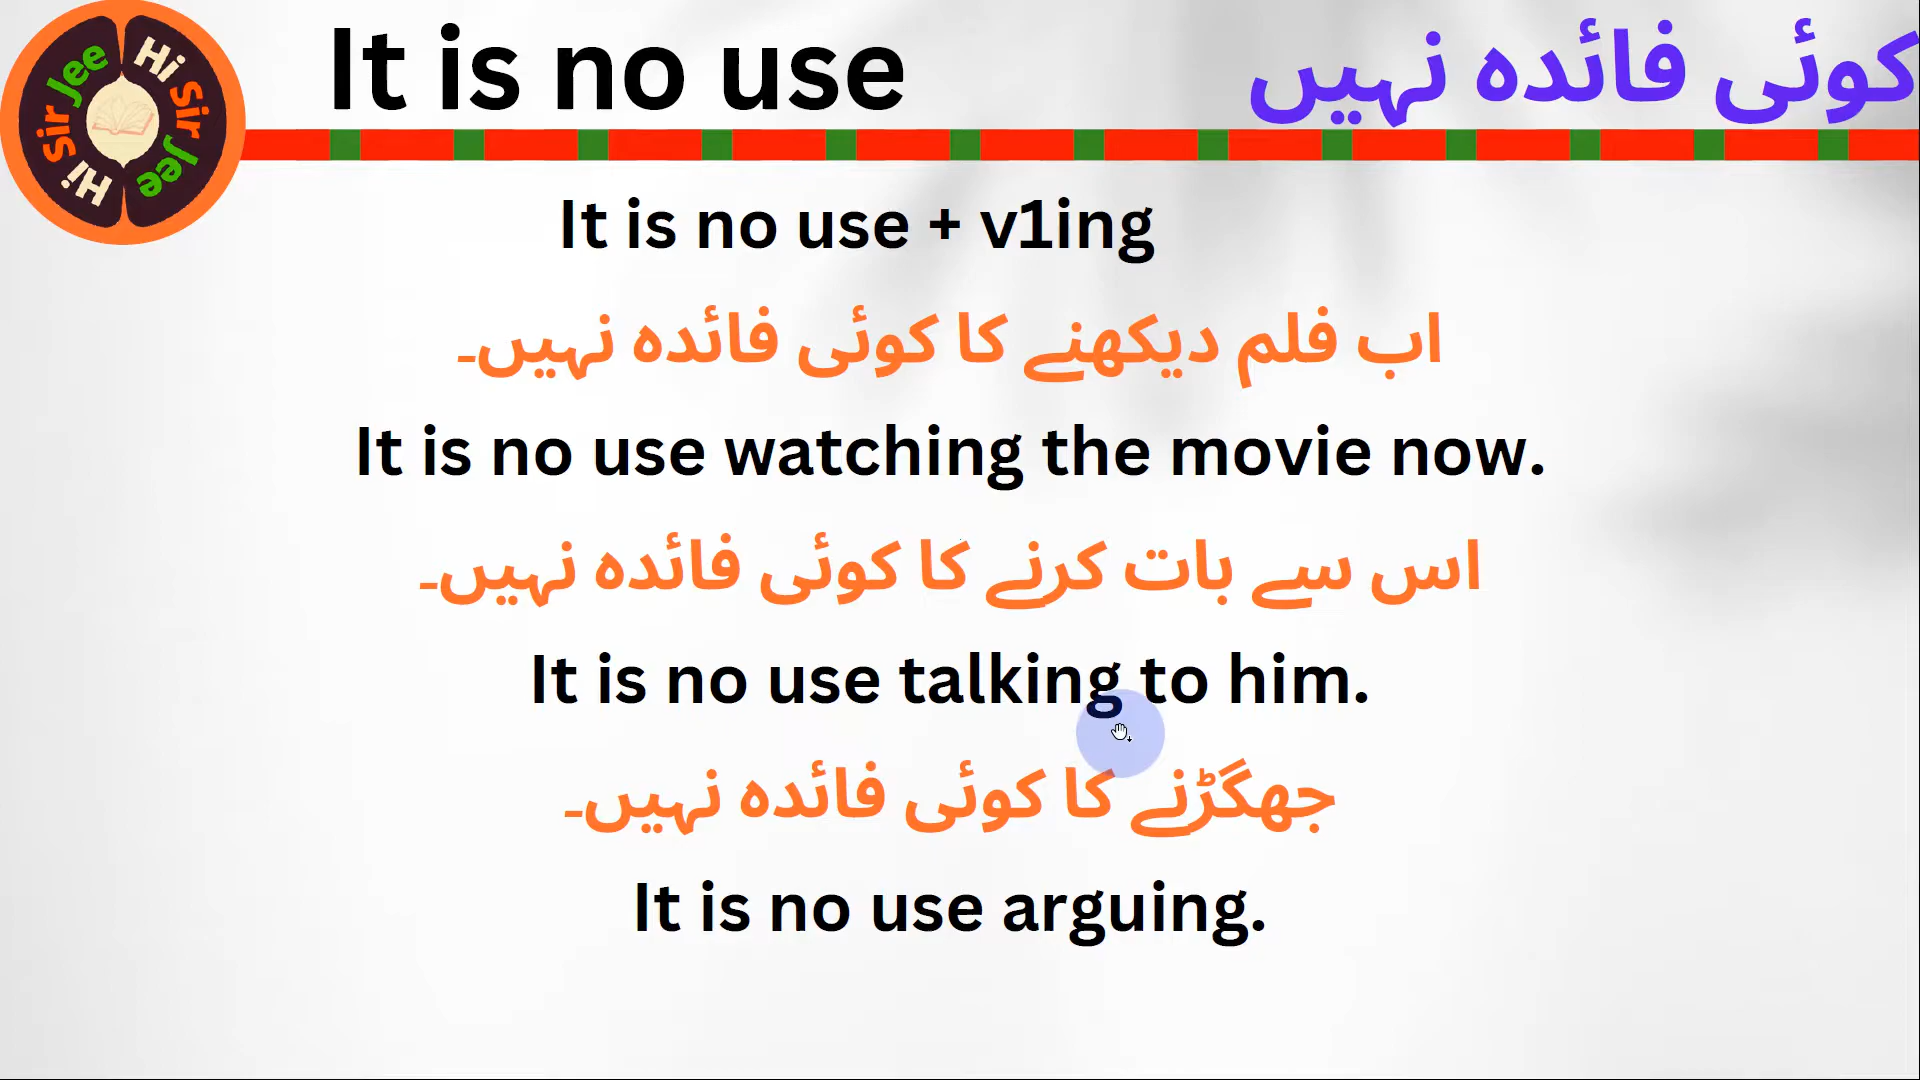 Hi Sir Jee
Hi Sir Jee
It is no use
کوئی فائدہ نہیں
It is no use + v1ing
اب فلم دیکھنے کا کوئی فائدہ نہیں۔
It is no use watching the movie now.
اس سے بات کرنے کا کوئی فائدہ نہیں۔
It is no use talking to him.
جھگڑنے کا کوئی فائدہ نہیں۔
It is no use arguing.